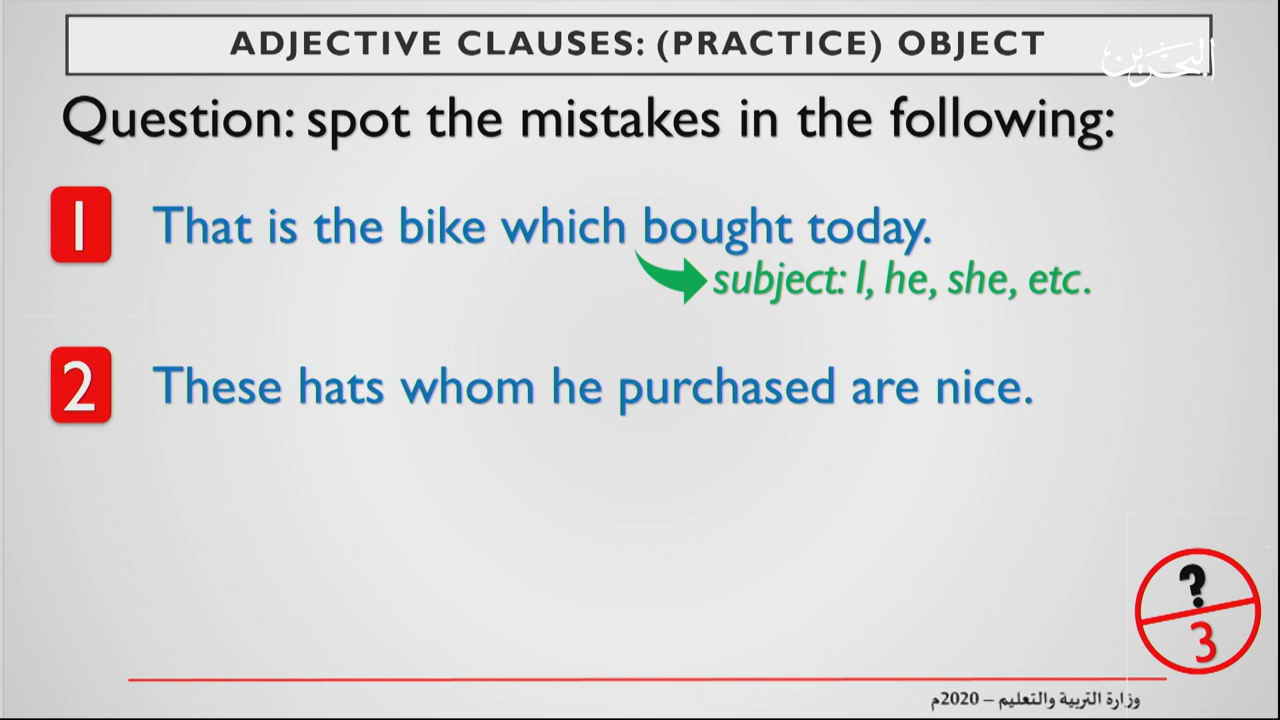 ADJECTIVE CLAUSES: (PRACTICE) OBJECT
البحرين
Question: spot the mistakes in the following:
1 That is the bike which bought today.
subject: I, he, she, etc.
2 These hats whom he purchased are nice.
?
3
وزارة التربية والتعليم – 2020م